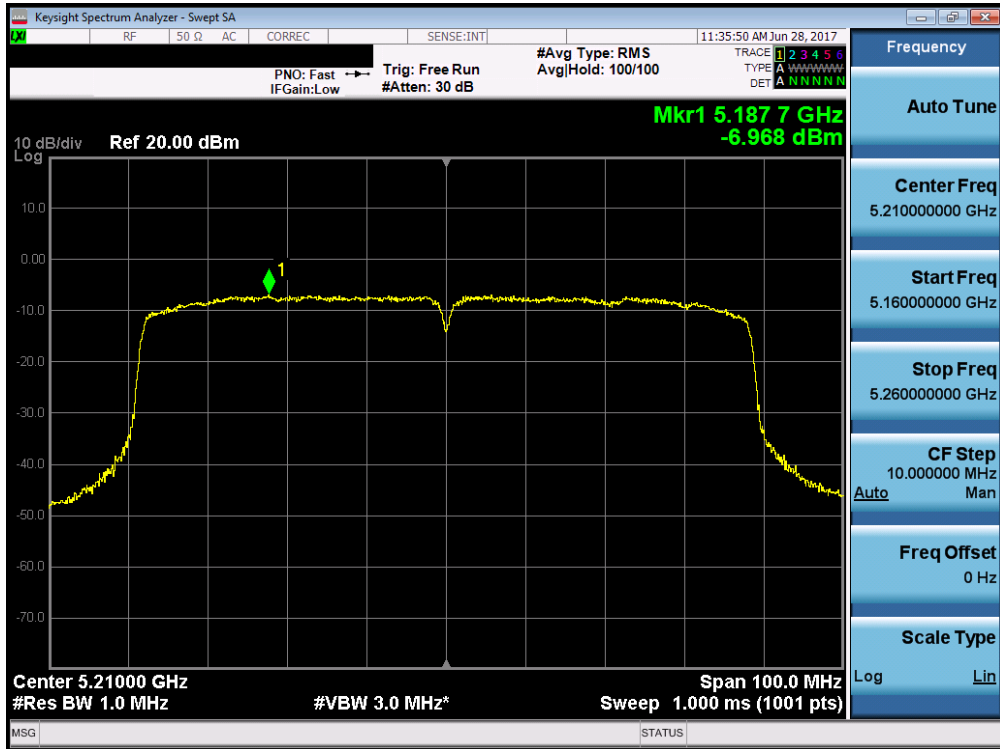 Keysight Spectrum Analyzer - Swept SA
LXI RF 50 Ω AC CORREC SENSE:INT 11:35:50 AM Jun 28, 2017
PNO: Fast
IFGain:Low
Trig: Free Run
#Atten: 30 dB
#Avg Type: RMS
Avg|Hold: 100/100
TRACE 1 2 3 4 5 6
TYPE A WWWWW
DET A N N N N N
Mkr1 5.187 7 GHz
-6.968 dBm
10 dB/div Ref 20.00 dBm
Log
1
10.0
0.00
-10.0
-20.0
-30.0
-40.0
-50.0
-60.0
-70.0
Center 5.21000 GHz Span 100.0 MHz
#Res BW 1.0 MHz #VBW 3.0 MHz* Sweep 1.000 ms (1001 pts)
MSG STATUS
Frequency
Auto Tune
Center Freq
5.210000000 GHz
Start Freq
5.160000000 GHz
Stop Freq
5.260000000 GHz
CF Step
10.000000 MHz
Auto Man
Freq Offset
0 Hz
Scale Type
Log Lin